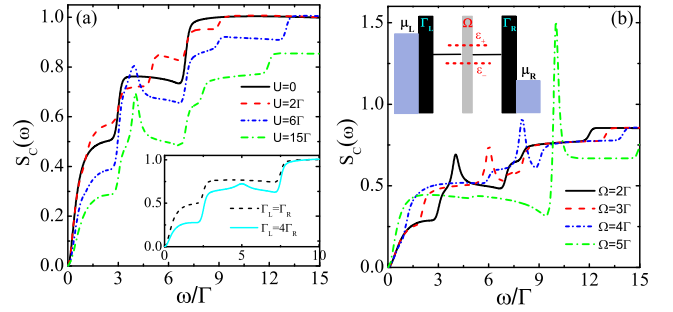 (a)
S_C(ω)
1.0
0.8
0.6
0.4
0.2
0.0
0
3
6
9
12
15
ω/Γ
U=0
U=2Γ
U=6Γ
U=15Γ
1.0
0.5
0.0
0
5
10
Γ_L=Γ_R
Γ_L=4Γ_R
(b)
S_C(ω)
1.5
1.0
0.5
0.0
0
3
6
9
12
15
ω/Γ
μ_L
Γ_L
Ω
Γ_R
ε_+
ε_-
μ_R
Ω=2Γ
Ω=3Γ
Ω=4Γ
Ω=5Γ